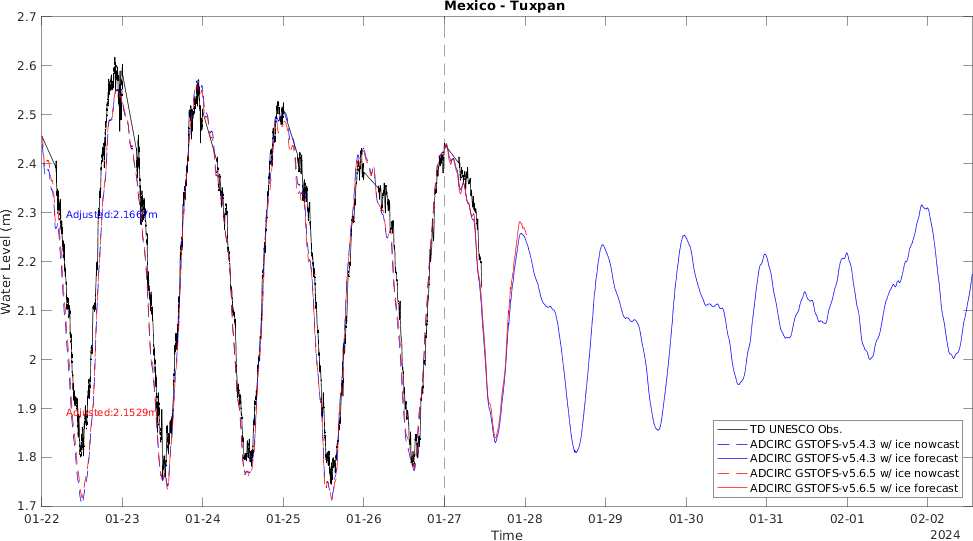 Mexico - Tuxpan
Water Level (m)
2.7
2.6
2.5
2.4
2.3
2.2
2.1
2
1.9
1.8
1.7
Adjusted:2.166 m
Adjusted:2.1529m
TD UNESCO Obs.
ADCIRC GSTOFS-v5.4.3 w/ ice nowcast
ADCIRC GSTOFS-v5.4.3 w/ ice forecast
ADCIRC GSTOFS-v5.6.5 w/ ice nowcast
ADCIRC GSTOFS-v5.6.5 w/ ice forecast
01-22 01-23 01-24 01-25 01-26 01-27 01-28 01-29 01-30 01-31 02-01 02-02
Time
2024